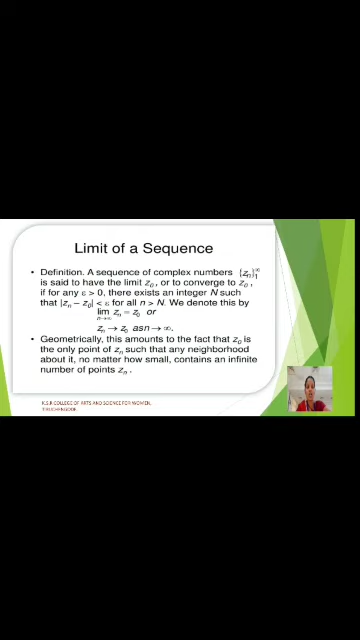 Limit of a Sequence
• Definition. A sequence of complex numbers {zₙ}₁^∞
is said to have the limit z₀, or to converge to z₀,
if for any ε > 0, there exists an integer N such
that |zₙ – z₀| < ε for all n > N. We denote this by
lim zₙ = z₀ or
n→∞
zₙ → z₀ asn → ∞.
• Geometrically, this amounts to the fact that z₀ is
the only point of zₙ such that any neighborhood
about it, no matter how small, contains an infinite
number of points zₙ.
K.S.R COLLEGE OF ARTS AND SCIENCE FOR WOMEN,
TIRUCHENGODE